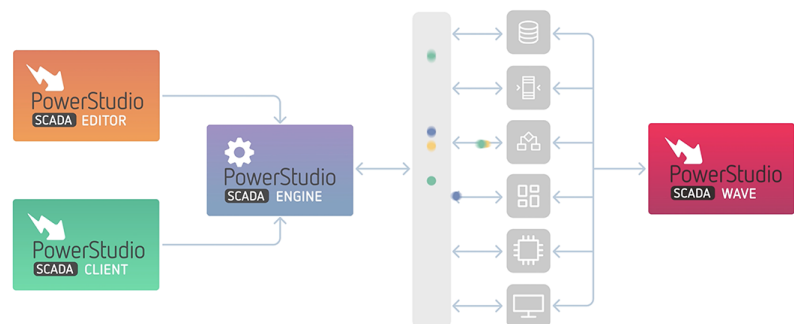 PowerStudio
SCADA EDITOR
PowerStudio
SCADA ENGINE
PowerStudio
SCADA CLIENT
PowerStudio
SCADA WAVE